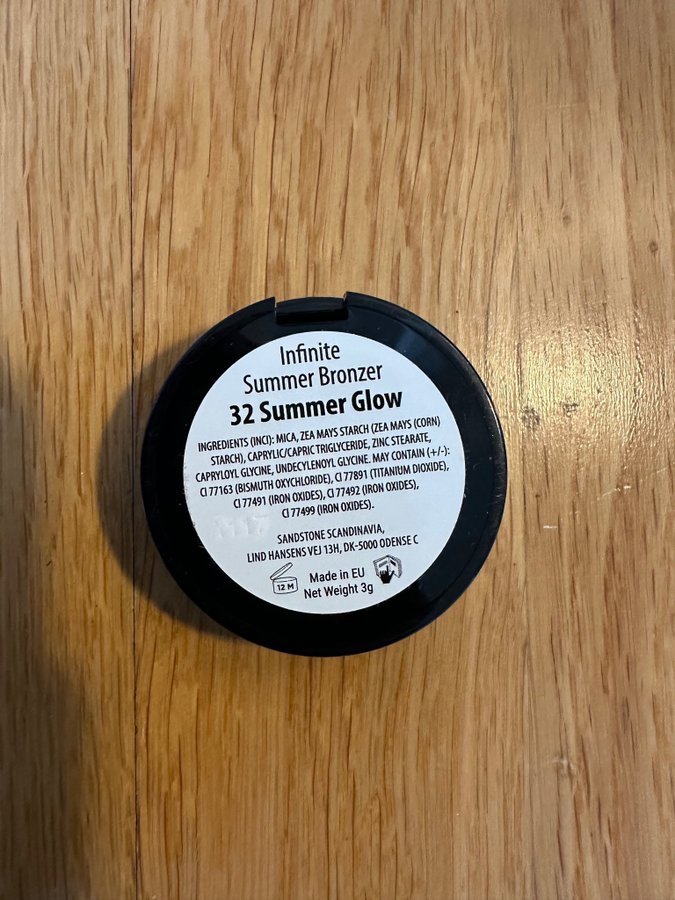 Infinite
Summer Bronzer
32 Summer Glow
INGREDIENTS (INCI): MICA, ZEA MAYS STARCH (ZEA MAYS (CORN)
STARCH), CAPRYLIC/CAPRIC TRIGLYCERIDE, ZINC STEARATE,
CAPRYLOYL GLYCINE, UNDECYLENOYL GLYCINE. MAY CONTAIN (+/-):
CI 77163 (BISMUTH OXYCHLORIDE), CI 77891 (TITANIUM DIOXIDE),
CI 77491 (IRON OXIDES), CI 77492 (IRON OXIDES),
CI 77499 (IRON OXIDES).
SANDSTONE SCANDINAVIA,
LIND HANSENS VEJ 13H, DK-5000 ODENSE C
12 M
Made in EU
Net Weight 3g